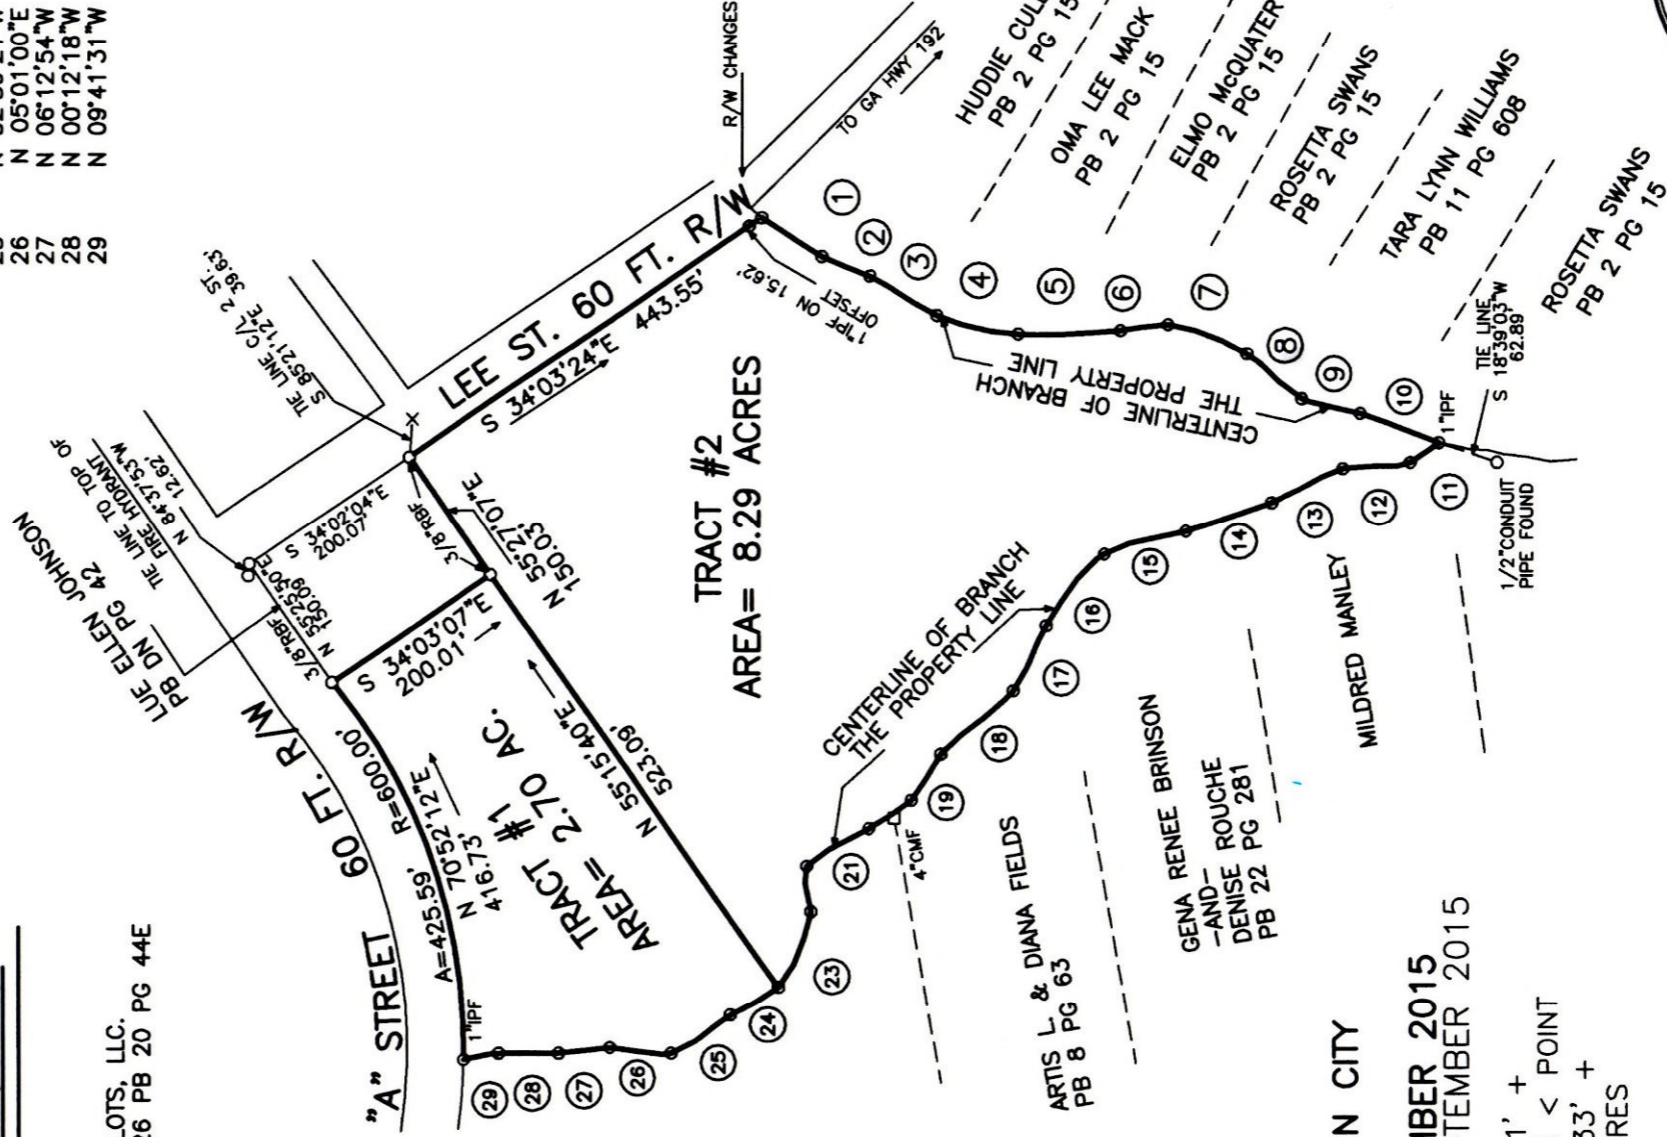 26 N 05°01'00"E
27 N 06°12'54"W
28 N 00°12'18"W
29 N 09°41'31"W
LOTS, LLC.
26 PB 20 PG 44E
"A" STREET 60 FT. R/W
LUE ELLEN JOHNSON
PB DN PG 42
TIE LINE TO TOP OF
FIRE HYDRANT
N 84°37'53"W
12.62'
3/8"RBF
N 55°25'50"E
150.09'
S 34°02'04"E
200.07'
TIE LINE C/L 2 ST.
S 85°21'12"E 39.63'
LEE ST. 60 FT. R/W
S 34°03'24"E 443.55'
R/W CHANGES
TO GA HWY 192
1"IPF ON 15.62'
OFFSET
3/8"RBF
N 55°27'07"E
150.03'
S 34°03'07"E
200.01'
A=425.59' R=600.00'
N 70°52'12"E
416.73'
TRACT #1
AREA= 2.70 AC.
N 55°15'40"E 523.09'
1"IPF
TRACT #2
AREA= 8.29 ACRES
CENTERLINE OF BRANCH
THE PROPERTY LINE
CENTERLINE OF BRANCH
THE PROPERTY LINE
HUDDIE
PB 2 PG 15
OMA LEE MACK
PB 2 PG 15
ELMO McQUATER
PB 2 PG 15
ROSETTA SWANS
PB 2 PG 15
TARA LYNN WILLIAMS
PB 11 PG 608
ROSETTA SWANS
PB 2 PG 15
1
2
3
4
5
6
7
8
9
10
1"IPF
TIE LINE
S 18°39'03"W
62.89'
1/2"CONDUIT
PIPE FOUND
11
12
13
14
15
16
17
18
19
21
23
24
25
26
27
28
29
4"CMF
MILDRED MANLEY
GENA RENEE BRINSON
-AND-
DENISE ROUCHE
PB 22 PG 281
ARTIS L. & DIANA FIELDS
PB 8 PG 63
N CITY
MBER 2015
TEMBER 2015
1' +
< POINT
33' +
RES